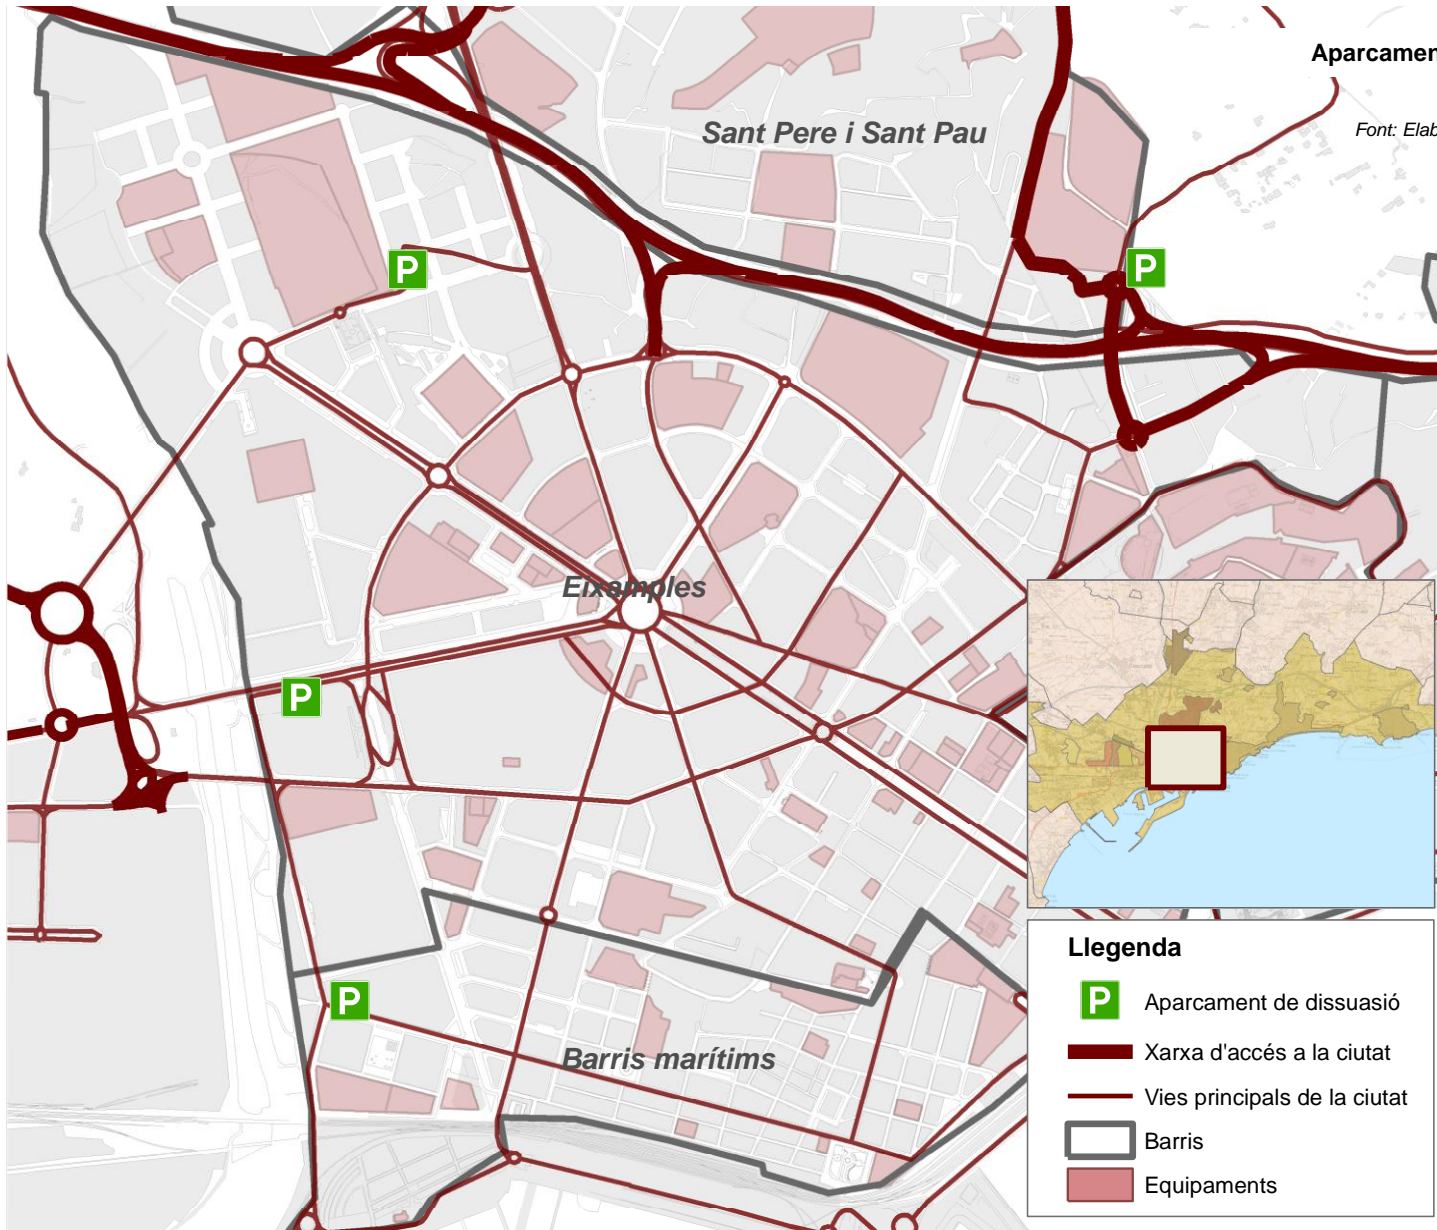 Aparcamen
Font: Elab
Sant Pere i Sant Pau
P
P
Eixamples
P
P
Barris marítims
Llegenda
P Aparcament de dissuasió
Xarxa d'accés a la ciutat
Vies principals de la ciutat
Barris
Equipaments